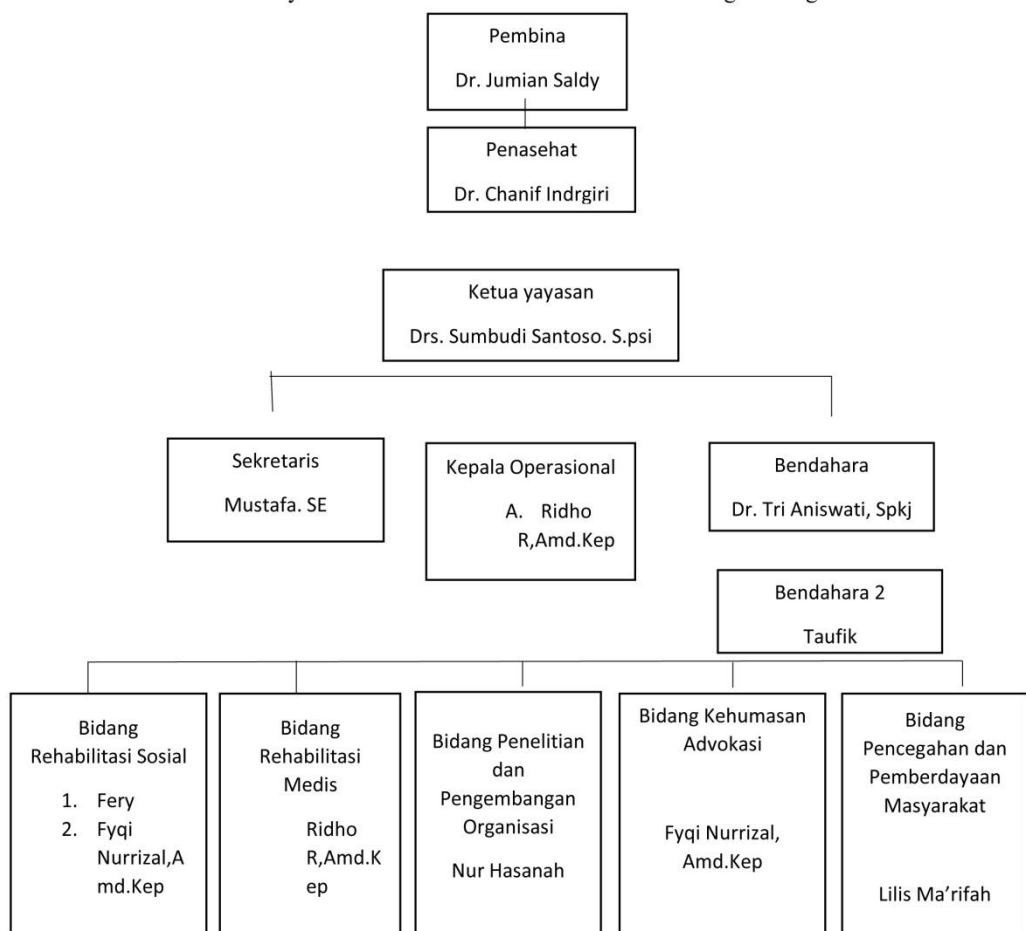 Pembina
Dr. Jumian Saldy
Penasehat
Dr. Chanif Indrgiri
Ketua yayasan
Drs. Sumbudi Santoso. S.psi
Sekretaris
Mustafa. SE
Kepala Operasional
A. Ridho
R,Amd.Kep
Bendahara
Dr. Tri Aniswati, Spkj
Bendahara 2
Taufik
Bidang
Rehabilitasi Sosial
1. Fery
2. Fyqi
Nurrizal,A
md.Kep
Bidang
Rehabilitasi
Medis
Ridho
R,Amd.K
ep
Bidang Penelitian
dan
Pengembangan
Organisasi
Nur Hasanah
Bidang Kehumasan
Advokasi
Fyqi Nurrizal,
Amd.Kep
Bidang
Pencegahan dan
Pemberdayaan
Masyarakat
Lilis Ma’rifah